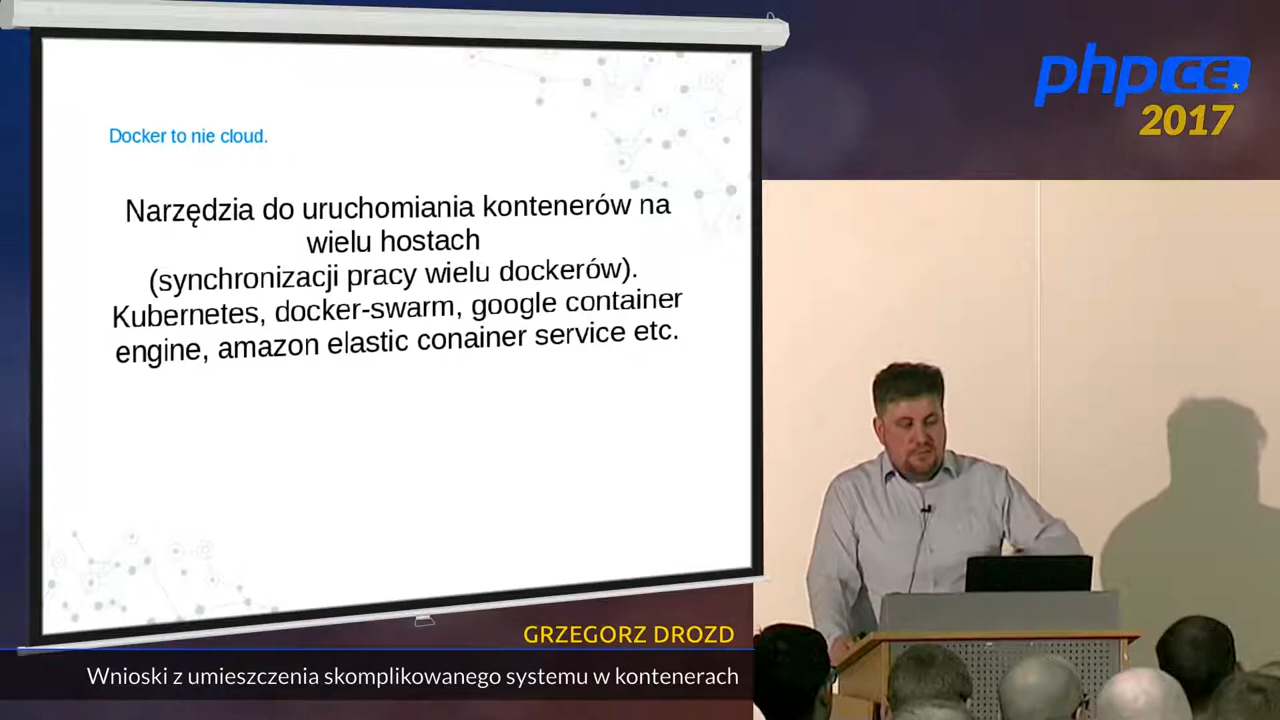 Docker to nie cloud.
Narzędzia do uruchomiania kontenerów na
wielu hostach
(synchronizacji pracy wielu dockerów).
Kubernetes, docker-swarm, google container
engine, amazon elastic conainer service etc.
phpCE
2017
GRZEGORZ DROZD
Wnioski z umieszczenia skomplikowanego systemu w kontenerach